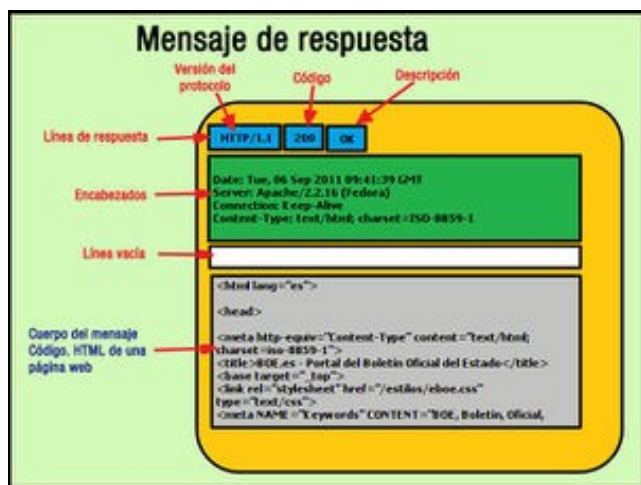 Mensaje de respuesta
Versión del
protocolo
Código
Descripción
Línea de respuesta
HTTP/1.1
200
OK
Encabezados
Date: Tue, 06 Sep 2011 09:41:39 GMT
Server: Apache/2.2.16 (Fedora)
Connection: Keep-Alive
Content-Type: text/html; charset=ISO-8859-1
Línea vacía
Cuerpo del mensaje
Código. HTML de una
página web
<html lang="es">
<head>
<meta http-equiv="Content-Type" content="text/html;
charset=iso-8859-1">
<title>BOE.es - Portal del Boletín Oficial del Estado</title>
<base target="_top">
<link rel="stylesheet" href="/estilos/eboe.css"
type="text/css">
<meta NAME="Keywords" CONTENT="BOE, Boletín, Oficial,